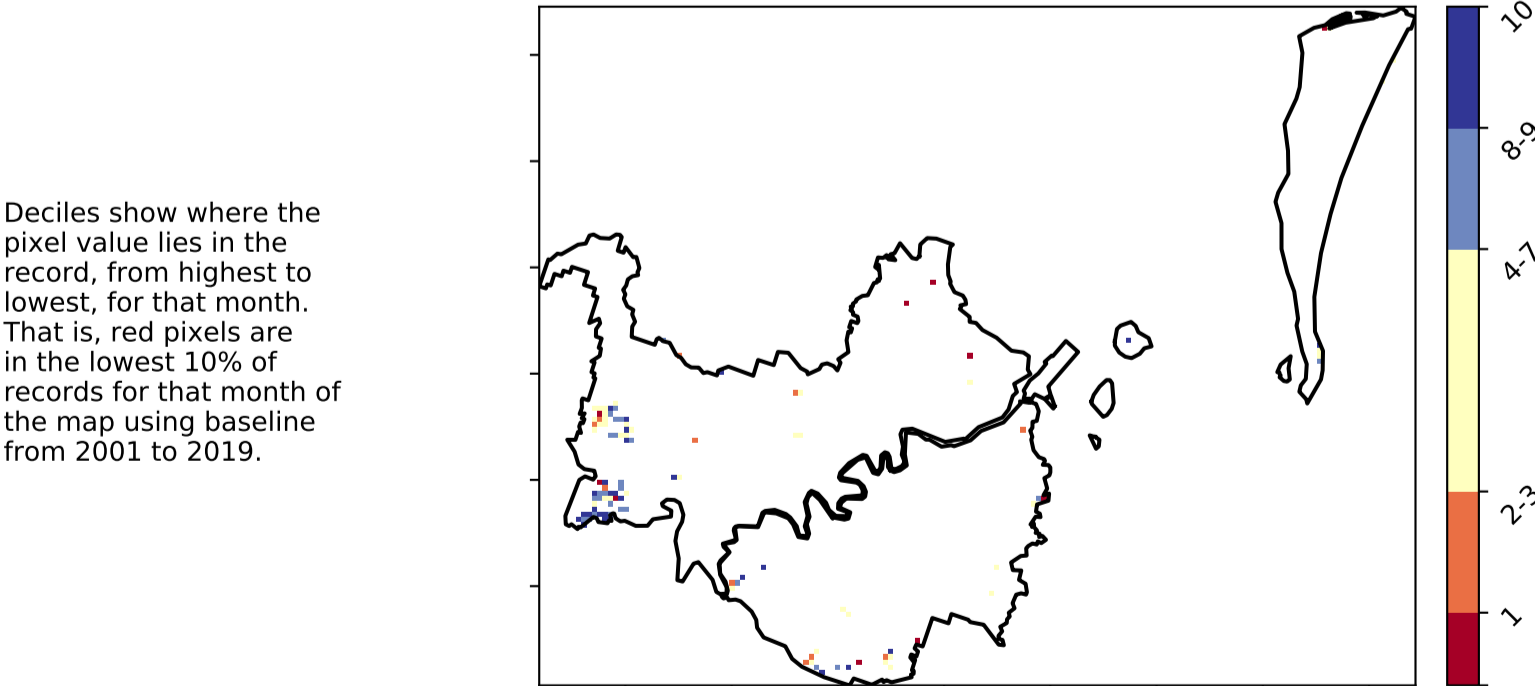 Deciles show where the
pixel value lies in the
record, from highest to
lowest, for that month.
That is, red pixels are
in the lowest 10% of
records for that month of
the map using baseline
from 2001 to 2019.
10
8-9
4-7
2-3
1